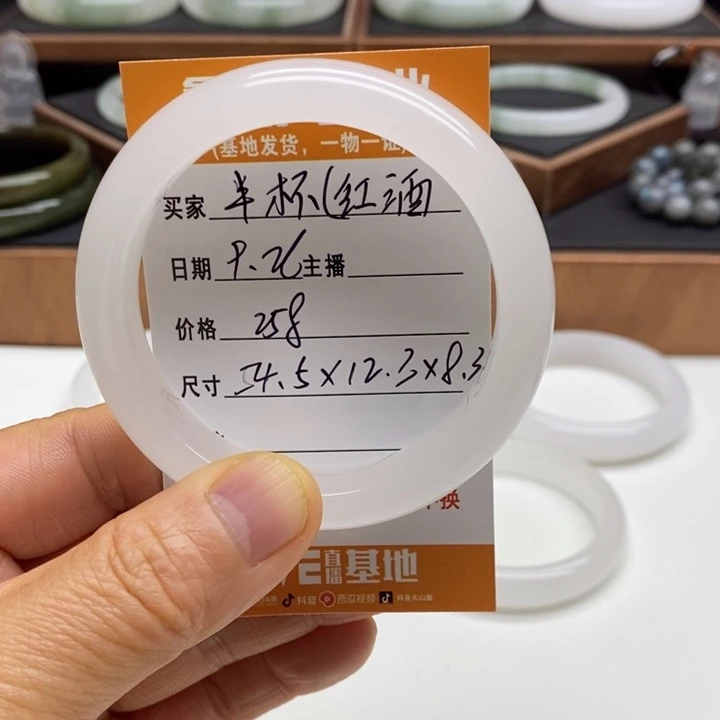 (基地发货，一物一证)
买家 半杯(红酒
日期 9.26 主播
价格 258
尺寸 54.5×12.3×8.3
换
直播基地
抖音 西瓜视频 抖音火山版